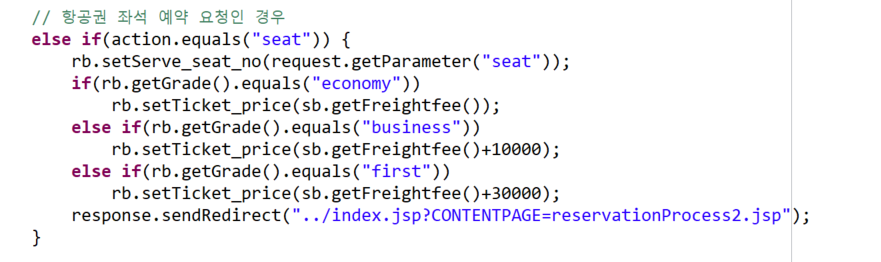 // 항공권 좌석 예약 요청인 경우
else if(action.equals("seat")) {
    rb.setServe_seat_no(request.getParameter("seat"));
    if(rb.getGrade().equals("economy"))
        rb.setTicket_price(sb.getFreightfee());
    else if(rb.getGrade().equals("business"))
        rb.setTicket_price(sb.getFreightfee()+10000);
    else if(rb.getGrade().equals("first"))
        rb.setTicket_price(sb.getFreightfee()+30000);
    response.sendRedirect("../index.jsp?CONTENTPAGE=reservationProcess2.jsp");
}